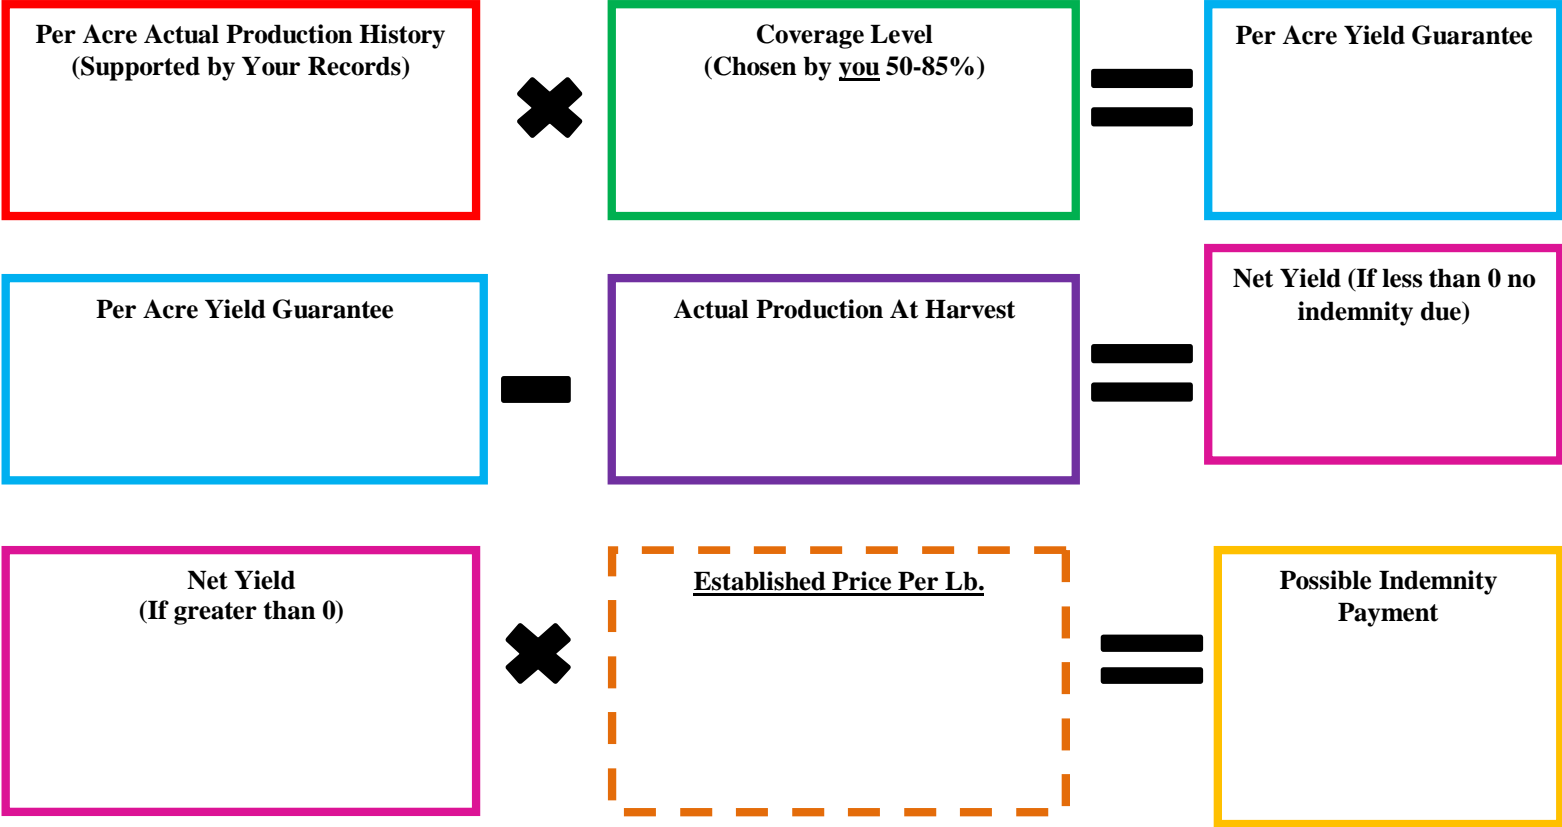 Per Acre Actual Production History
(Supported by Your Records)
Coverage Level
(Chosen by you 50-85%)
Per Acre Yield Guarantee
Per Acre Yield Guarantee
Actual Production At Harvest
Net Yield (If less than 0 no
indemnity due)
Net Yield
(If greater than 0)
Established Price Per Lb.
Possible Indemnity
Payment